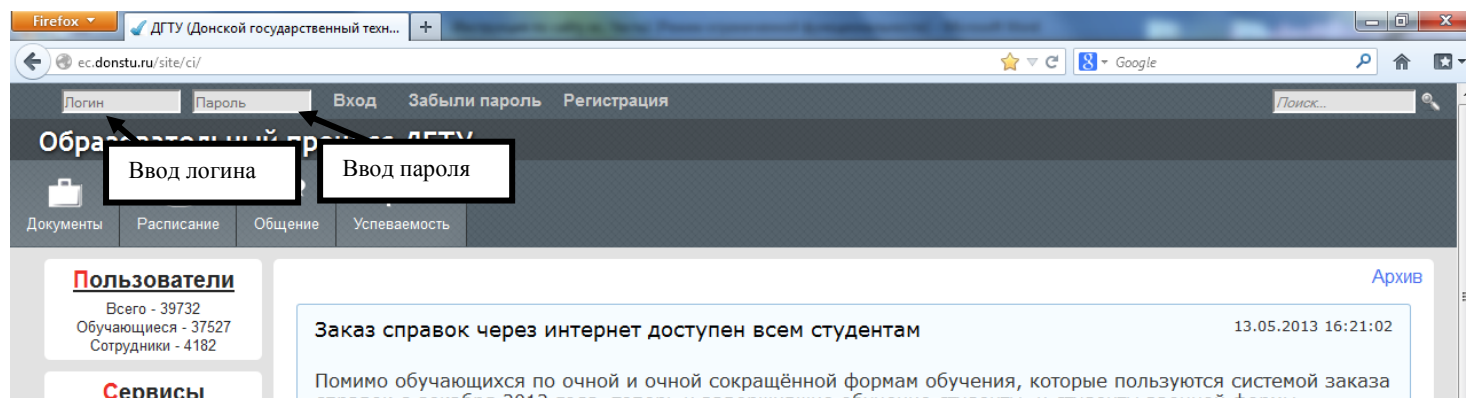 Firefox
ДГТУ (Донской государственный техн...
ec.donstu.ru/site/ci/
Google
Логин
Пароль
Вход
Забыли пароль
Регистрация
Поиск...
Ввод логина
Ввод пароля
Документы
Расписание
Общение
Успеваемость
Пользователи
Всего - 39732
Обучающиеся - 37527
Сотрудники - 4182
Сервисы
Архив
Заказ справок через интернет доступен всем студентам
13.05.2013 16:21:02
Помимо обучающихся по очной и очной сокращённой формам обучения, которые пользуются системой заказа